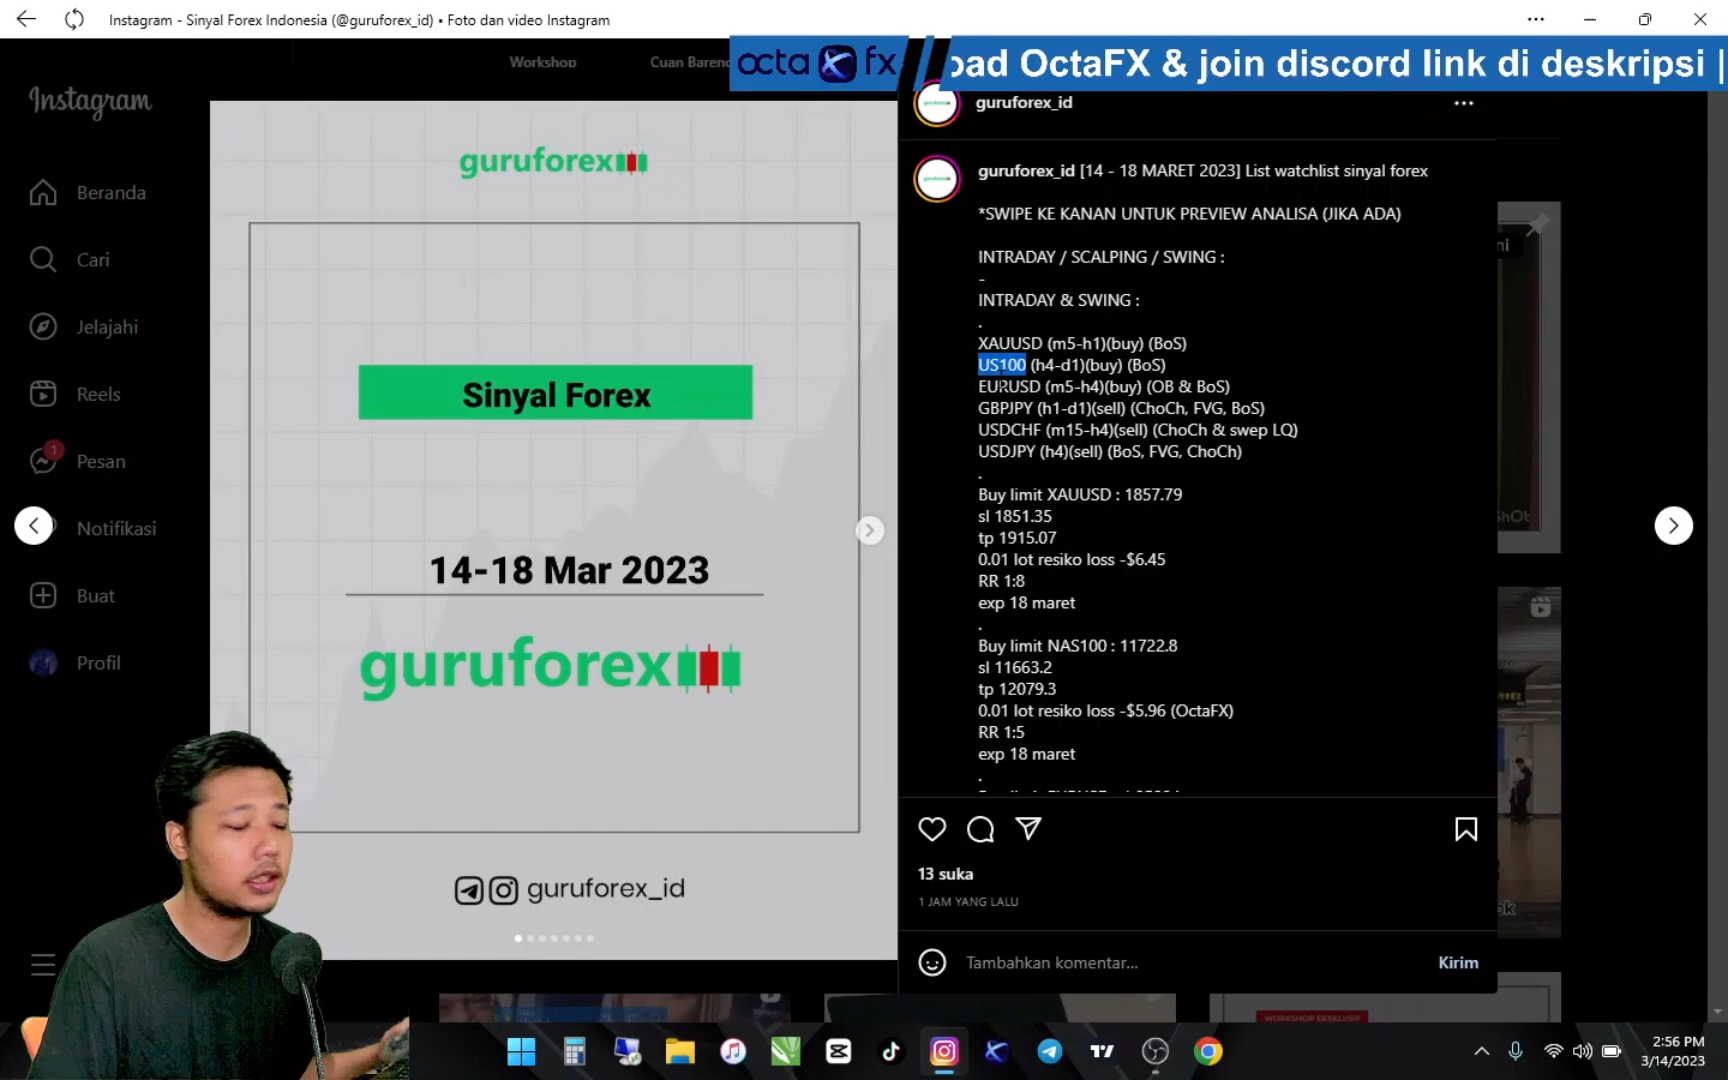 Instagram - Sinyal Forex Indonesia (@guruforex_id) • Foto dan video Instagram
Workshop
Cuan Bareng
octa fx
oad OctaFX & join discord link di deskripsi |
Instagram
Beranda
Cari
Jelajahi
Reels
1
Pesan
Notifikasi
Buat
Profil
guruforex
Sinyal Forex
14-18 Mar 2023
guruforex
guruforex_id
guruforex_id
guruforex_id [14 - 18 MARET 2023] List watchlist sinyal forex
*SWIPE KE KANAN UNTUK PREVIEW ANALISA (JIKA ADA)
INTRADAY / SCALPING / SWING :
-
INTRADAY & SWING :
.
XAUUSD (m5-h1)(buy) (BoS)
US100 (h4-d1)(buy) (BoS)
EURUSD (m5-h4)(buy) (OB & BoS)
GBPJPY (h1-d1)(sell) (ChoCh, FVG, BoS)
USDCHF (m15-h4)(sell) (ChoCh & swep LQ)
USDJPY (h4)(sell) (BoS, FVG, ChoCh)
.
Buy limit XAUUSD : 1857.79
sl 1851.35
tp 1915.07
0.01 lot resiko loss -$6.45
RR 1:8
exp 18 maret
.
Buy limit NAS100 : 11722.8
sl 11663.2
tp 12079.3
0.01 lot resiko loss -$5.96 (OctaFX)
RR 1:5
exp 18 maret
.
13 suka
1 JAM YANG LALU
Tambahkan komentar...
Kirim
WORKSHOP EKSKLUSIF
2:56 PM
3/14/2023